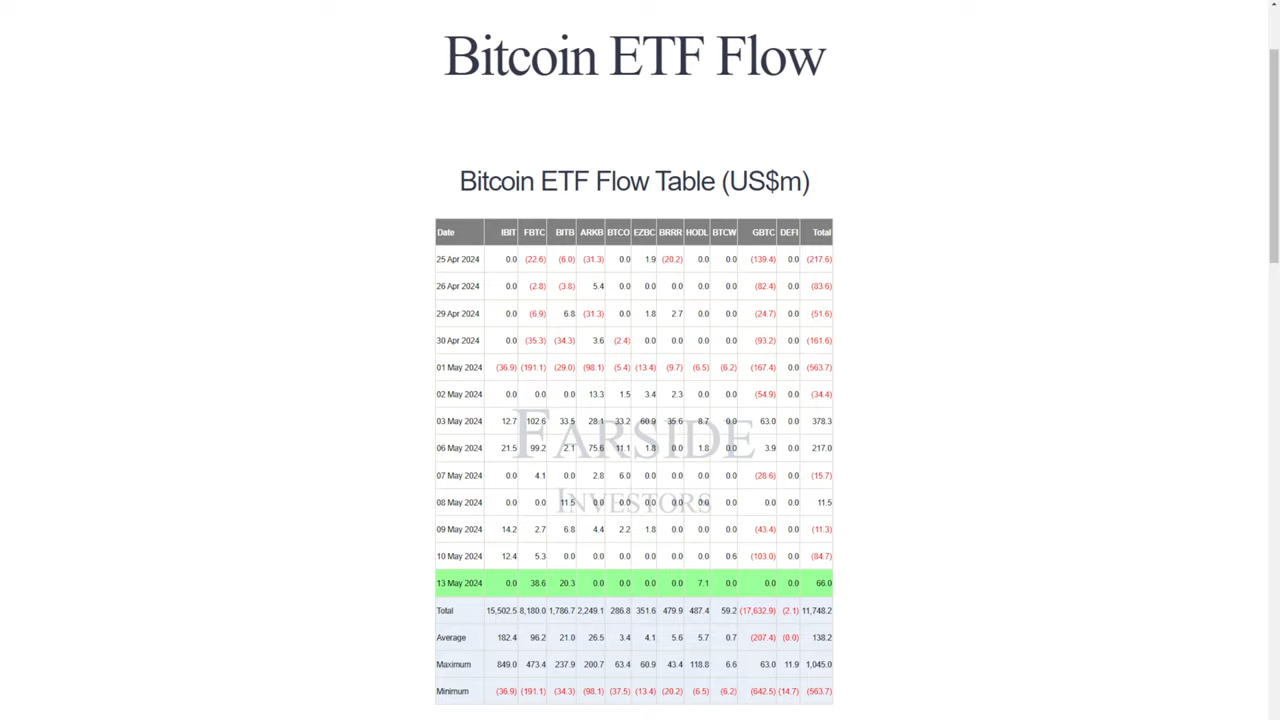 Bitcoin ETF Flow
Bitcoin ETF Flow Table (US$m)
Date IBIT FBTC BITB ARKB BTCO EZBC BRRR HODL BTCW GBTC DEFI Total
25 Apr 2024 0.0 (22.6) (6.0) (31.3) 0.0 1.9 (20.2) 0.0 0.0 (139.4) 0.0 (217.6)
26 Apr 2024 0.0 (2.8) (3.8) 5.4 0.0 0.0 0.0 0.0 0.0 (82.4) 0.0 (83.6)
29 Apr 2024 0.0 (6.9) 6.8 (31.3) 0.0 1.8 2.7 0.0 0.0 (24.7) 0.0 (51.6)
30 Apr 2024 0.0 (35.3) (34.3) 3.6 (2.4) 0.0 0.0 0.0 0.0 (93.2) 0.0 (161.6)
01 May 2024 (36.9) (191.1) (29.0) (98.1) (5.4) (13.4) (9.7) (6.5) (6.2) (167.4) 0.0 (563.7)
02 May 2024 0.0 0.0 0.0 13.3 1.5 3.4 2.3 0.0 0.0 (54.9) 0.0 (34.4)
03 May 2024 12.7 102.6 33.5 28.1 33.2 60.9 35.6 8.7 0.0 63.0 0.0 378.3
FARSIDE
06 May 2024 21.5 99.2 2.1 75.6 11.1 1.8 0.0 1.8 0.0 3.9 0.0 217.0
07 May 2024 0.0 4.1 0.0 2.8 6.0 0.0 0.0 0.0 0.0 (28.6) 0.0 (15.7)
08 May 2024 0.0 0.0 11.5 0.0 0.0 0.0 0.0 0.0 0.0 0.0 0.0 11.5
INVESTORS
09 May 2024 14.2 2.7 6.8 4.4 2.2 1.8 0.0 0.0 0.0 (43.4) 0.0 (11.3)
10 May 2024 12.4 5.3 0.0 0.0 0.0 0.0 0.0 0.0 0.6 (103.0) 0.0 (84.7)
13 May 2024 0.0 38.6 20.3 0.0 0.0 0.0 0.0 7.1 0.0 0.0 0.0 66.0
Total 15,502.5 8,180.0 1,786.7 2,249.1 286.8 351.6 479.9 487.4 59.2 (17,632.9) (2.1) 11,748.2
Average 182.4 96.2 21.0 26.5 3.4 4.1 5.6 5.7 0.7 (207.4) (0.0) 138.2
Maximum 849.0 473.4 237.9 200.7 63.4 60.9 43.4 118.8 6.6 63.0 11.9 1,045.0
Minimum (36.9) (191.1) (34.3) (98.1) (37.5) (13.4) (20.2) (6.5) (6.2) (642.5) (14.7) (563.7)